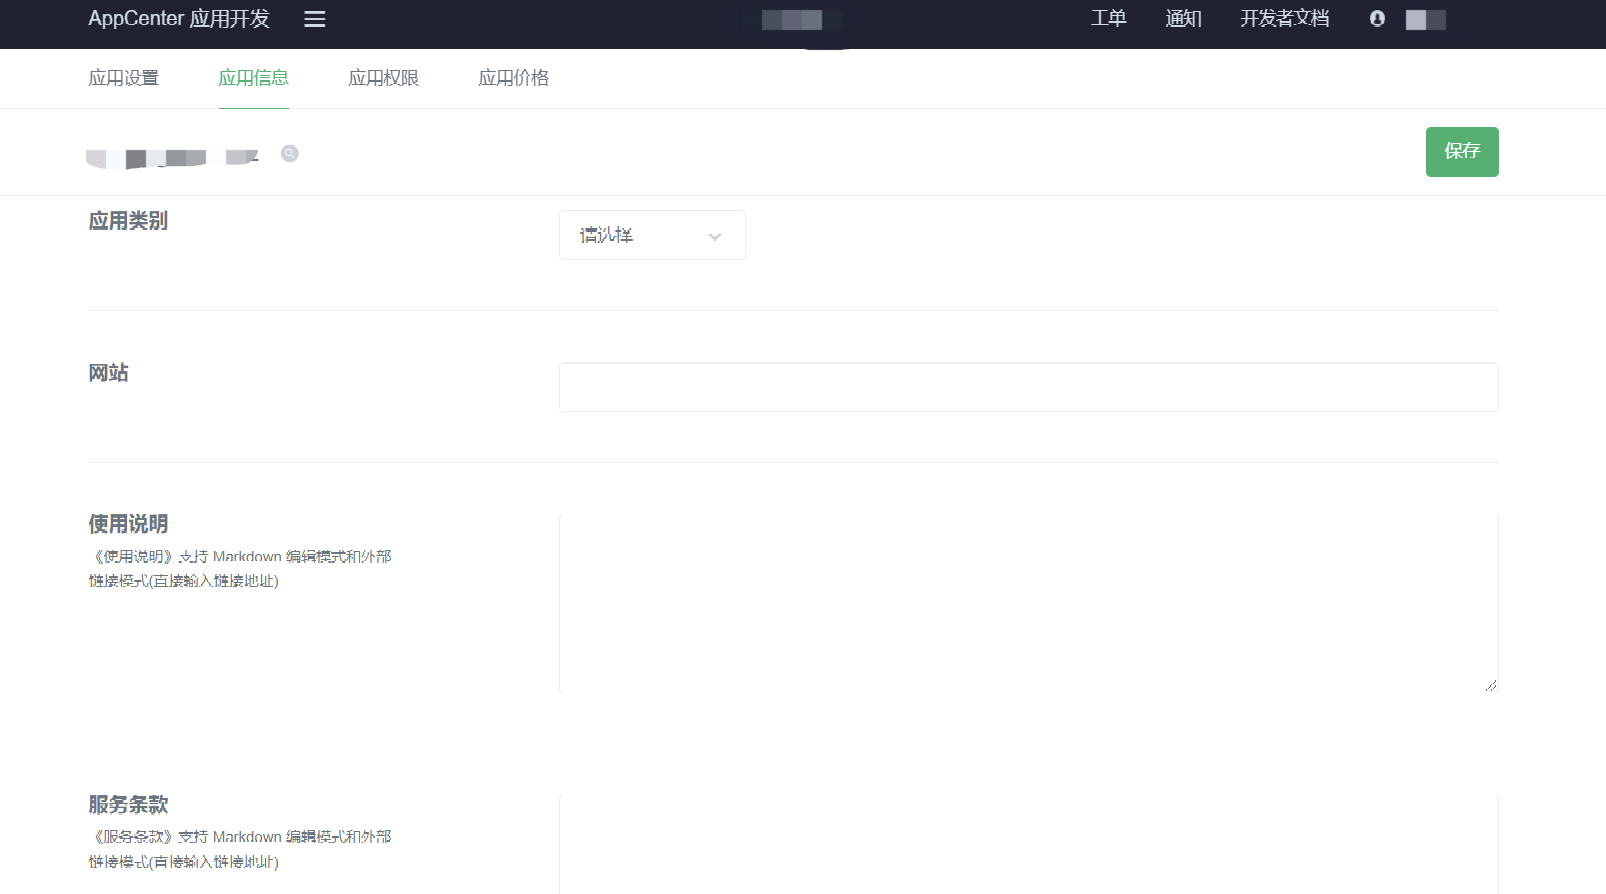 AppCenter 应用开发
工单 通知 开发者文档
应用设置 应用信息 应用权限 应用价格
保存
应用类别
请选择
网站
使用说明
《使用说明》支持 Markdown 编辑模式和外部
链接模式(直接输入链接地址)
服务条款
《服务条款》支持 Markdown 编辑模式和外部
链接模式(直接输入链接地址)